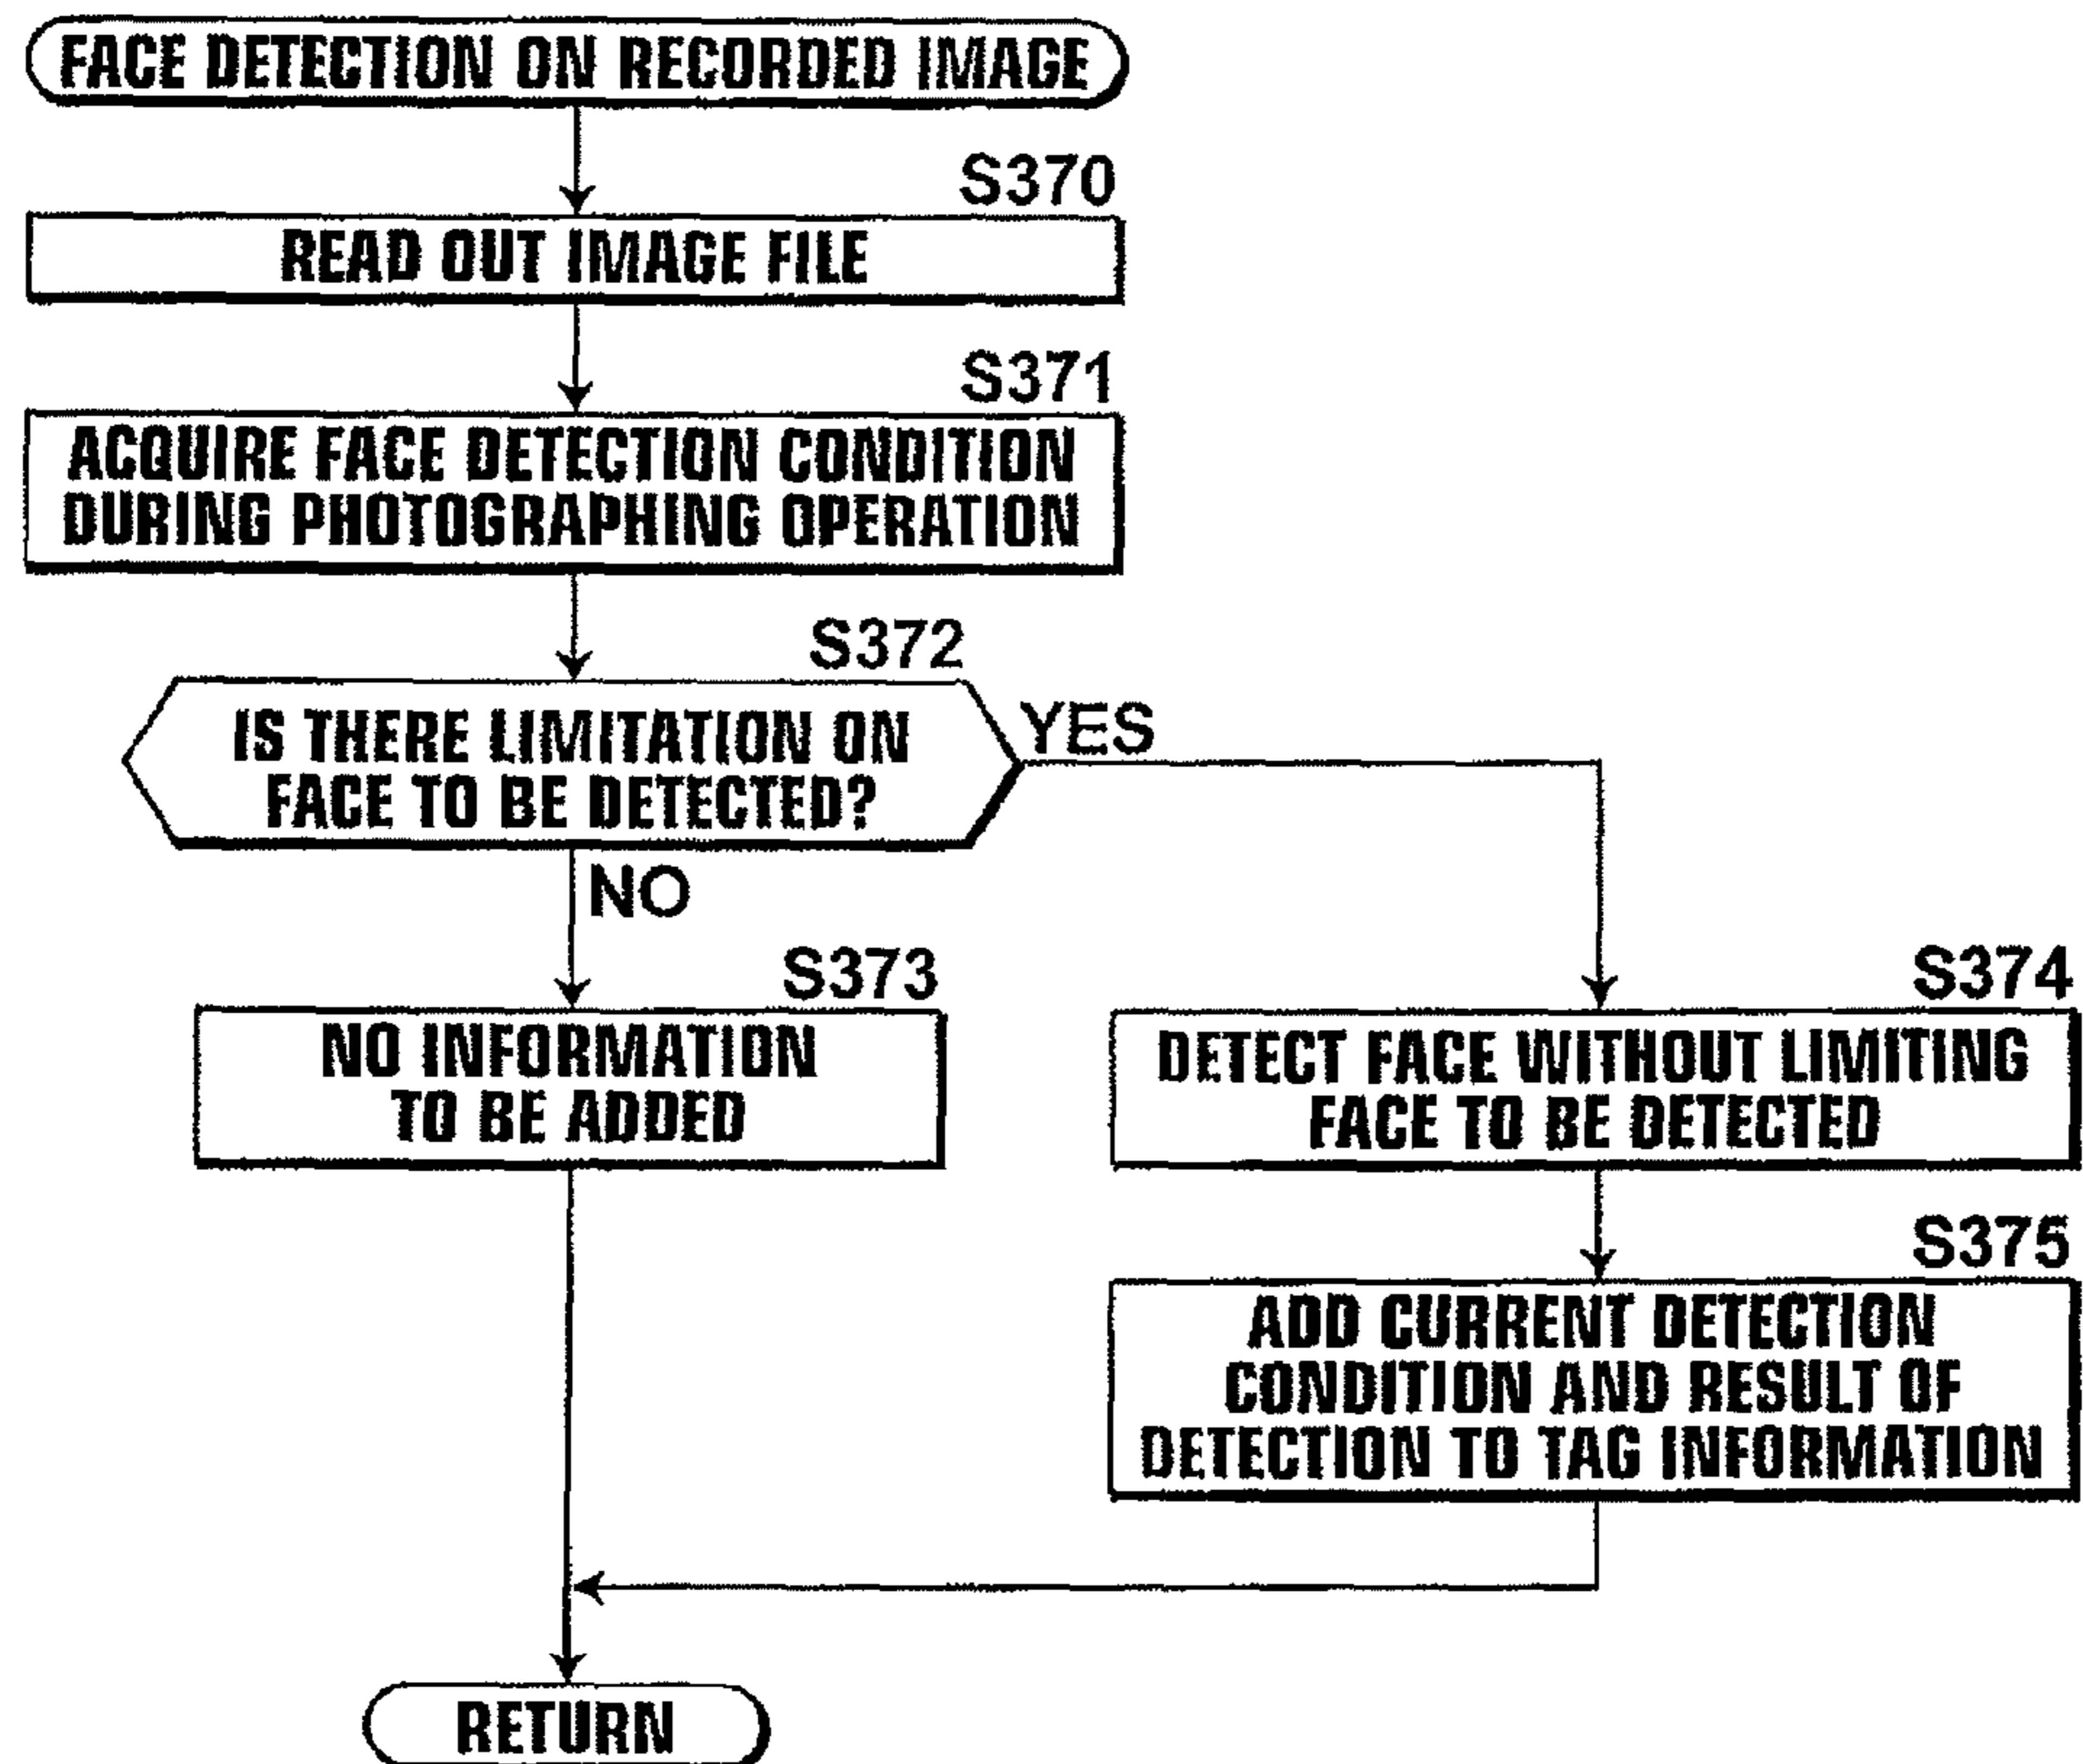 FACE DETECTION ON RECORDED IMAGE
S370
READ OUT IMAGE FILE
S371
ACQUIRE FACE DETECTION CONDITION
DURING PHOTOGRAPHING OPERATION
S372
IS THERE LIMITATION ON
FACE TO BE DETECTED?
YES
NO
S373
NO INFORMATION
TO BE ADDED
S374
DETECT FACE WITHOUT LIMITING
FACE TO BE DETECTED
S375
ADD CURRENT DETECTION
CONDITION AND RESULT OF
DETECTION TO TAG INFORMATION
RETURN